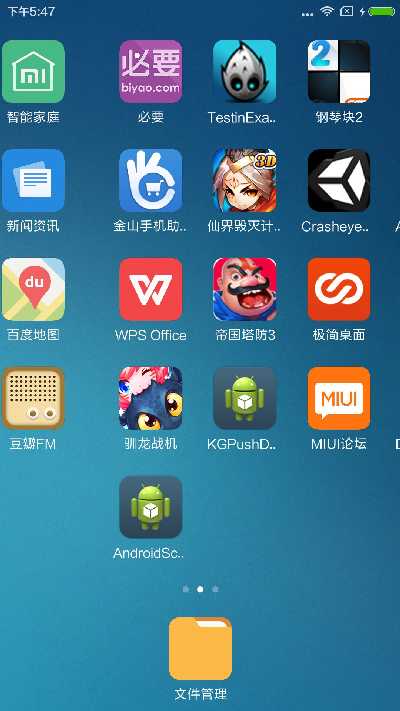 下午5:47
必要
biyao.com
2
mi
智能家庭
必要
TestinExa..
钢琴块2
3D
新闻资讯
金山手机助..
仙界毁灭计..
Crasheye..
du
W
百度地图
WPS Office
帝国塔防3
极简桌面
MIUI
豆瓣FM
驯龙战机
KGPushD..
MIUI论坛
AndroidSc..
文件管理